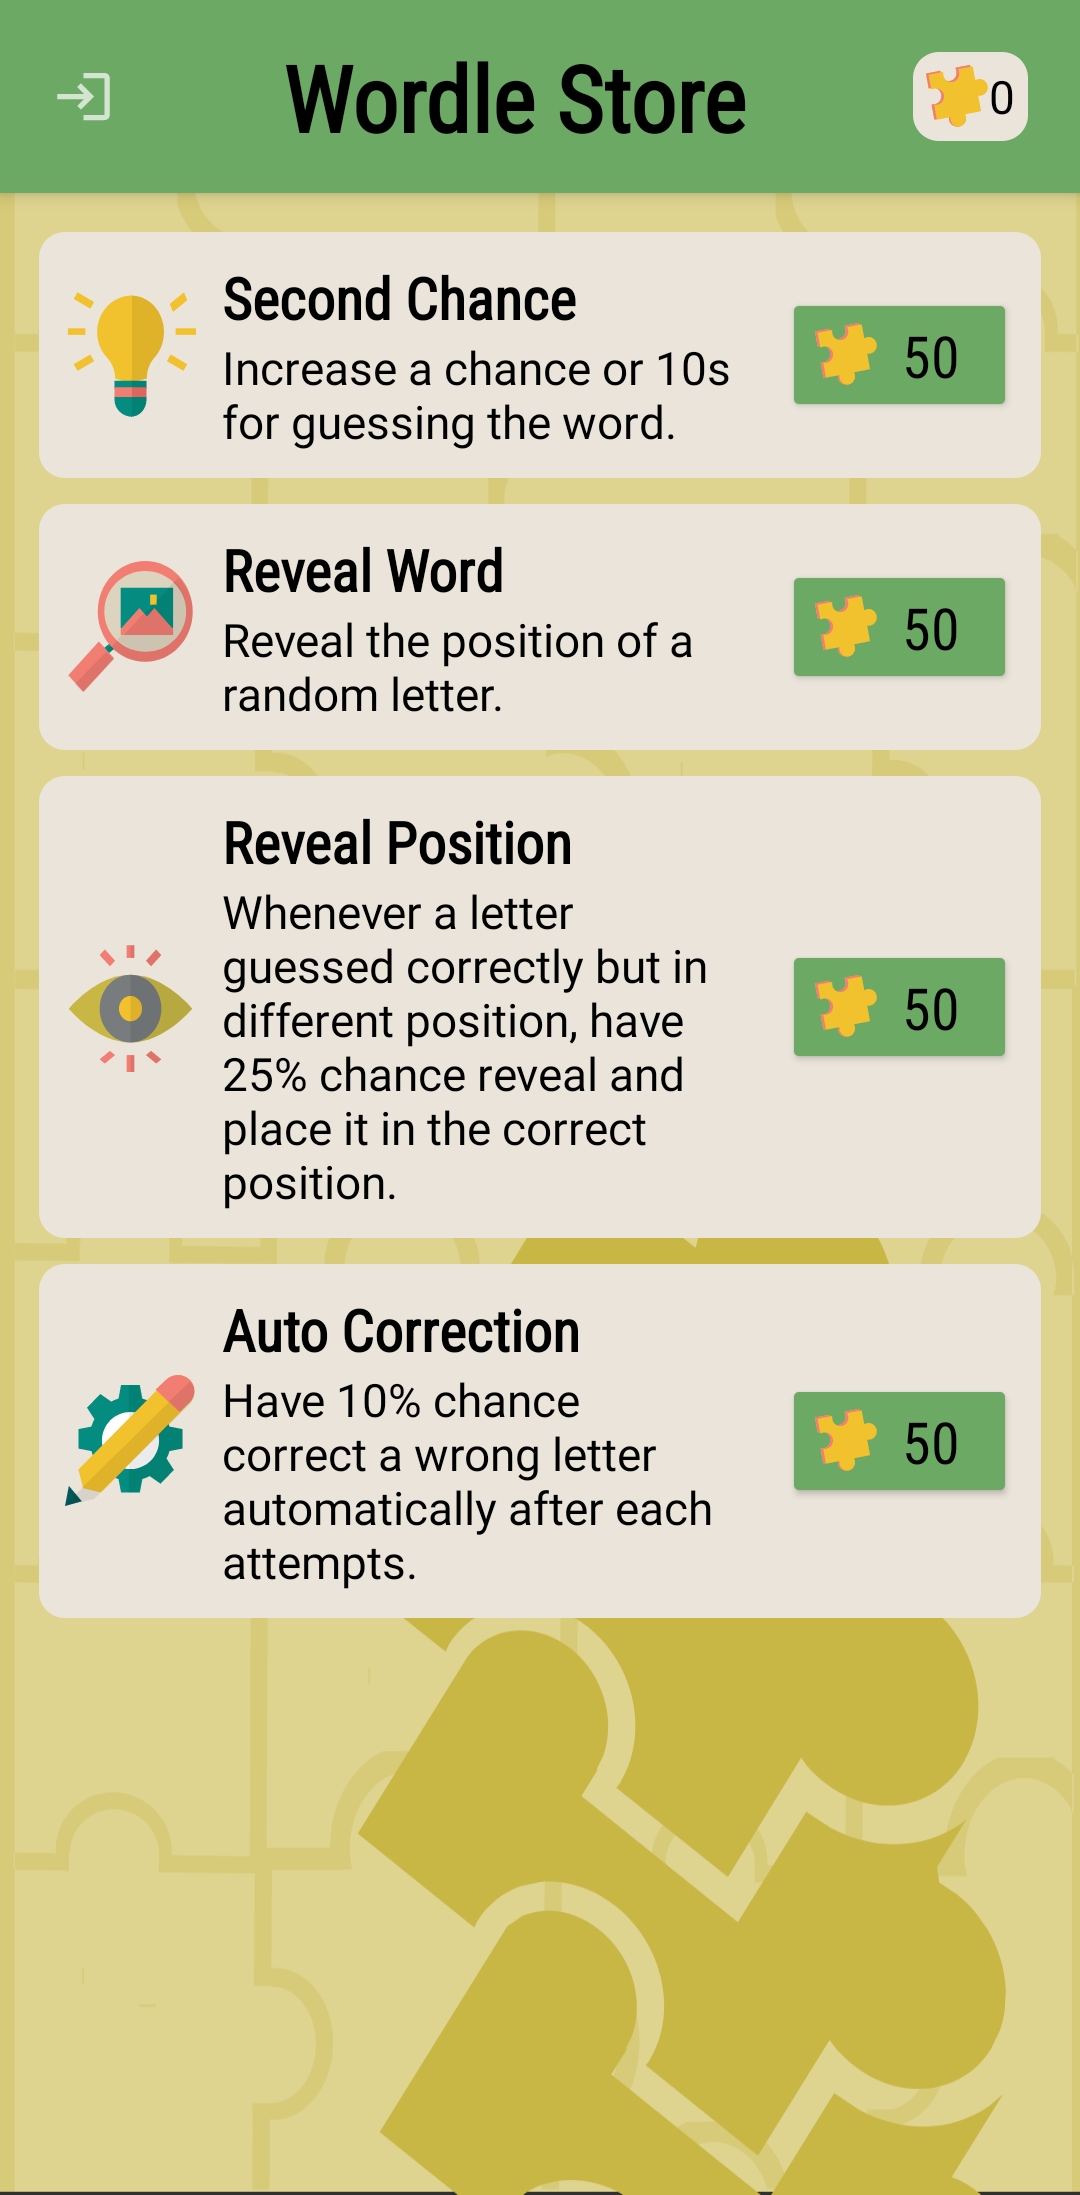 Wordle Store
0
Second Chance
Increase a chance or 10s
for guessing the word.
50
Reveal Word
Reveal the position of a
random letter.
50
Reveal Position
Whenever a letter
guessed correctly but in
different position, have
25% chance reveal and
place it in the correct
position.
50
Auto Correction
Have 10% chance
correct a wrong letter
automatically after each
attempts.
50